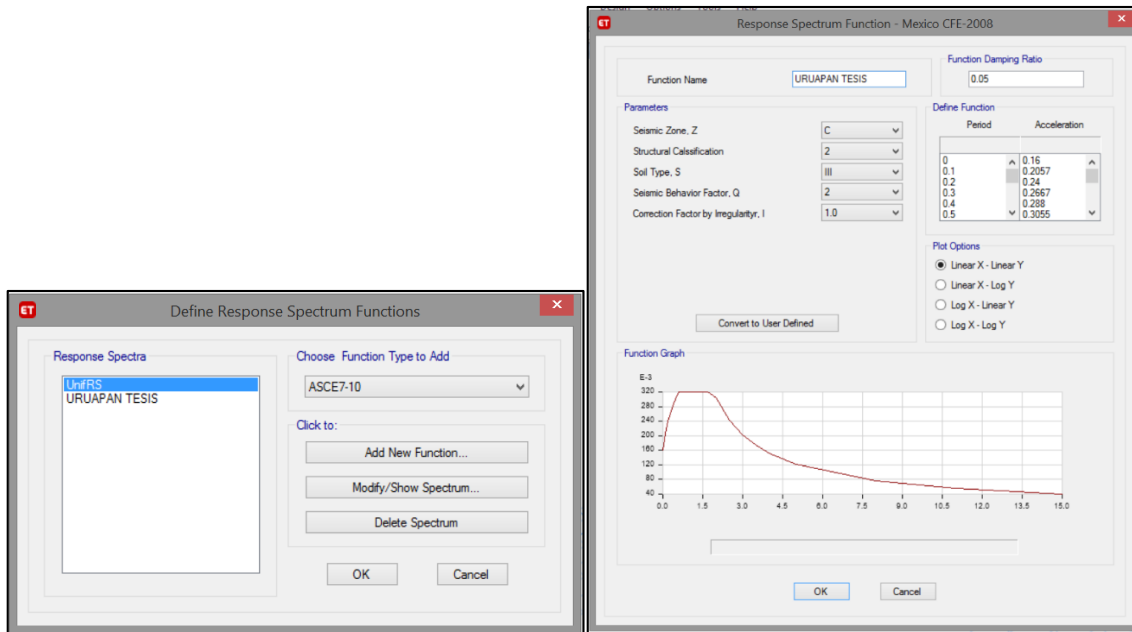 ET
Define Response Spectrum Functions
Response Spectra
UnifRS
URUAPAN TESIS
Choose Function Type to Add
ASCE7-10
Click to:
Add New Function...
Modify/Show Spectrum...
Delete Spectrum
OK
Cancel
ET
Response Spectrum Function - Mexico CFE-2008
Function Name
URUAPAN TESIS
Function Damping Ratio
0.05
Parameters
Seismic Zone, Z
C
Structural Calssification
2
Soil Type, S
III
Seismic Behavior Factor, Q
2
Correction Factor by Irregularityr, I
1.0
Convert to User Defined
Define Function
Period Acceleration
0 0.16
0.1 0.2057
0.2 0.24
0.3 0.2667
0.4 0.288
0.5 0.3055
Plot Options
Linear X - Linear Y
Linear X - Log Y
Log X - Linear Y
Log X - Log Y
Function Graph
E-3
320
280
240
200
160
120
80
40
0.0 1.5 3.0 4.5 6.0 7.5 9.0 10.5 12.0 13.5 15.0
OK
Cancel